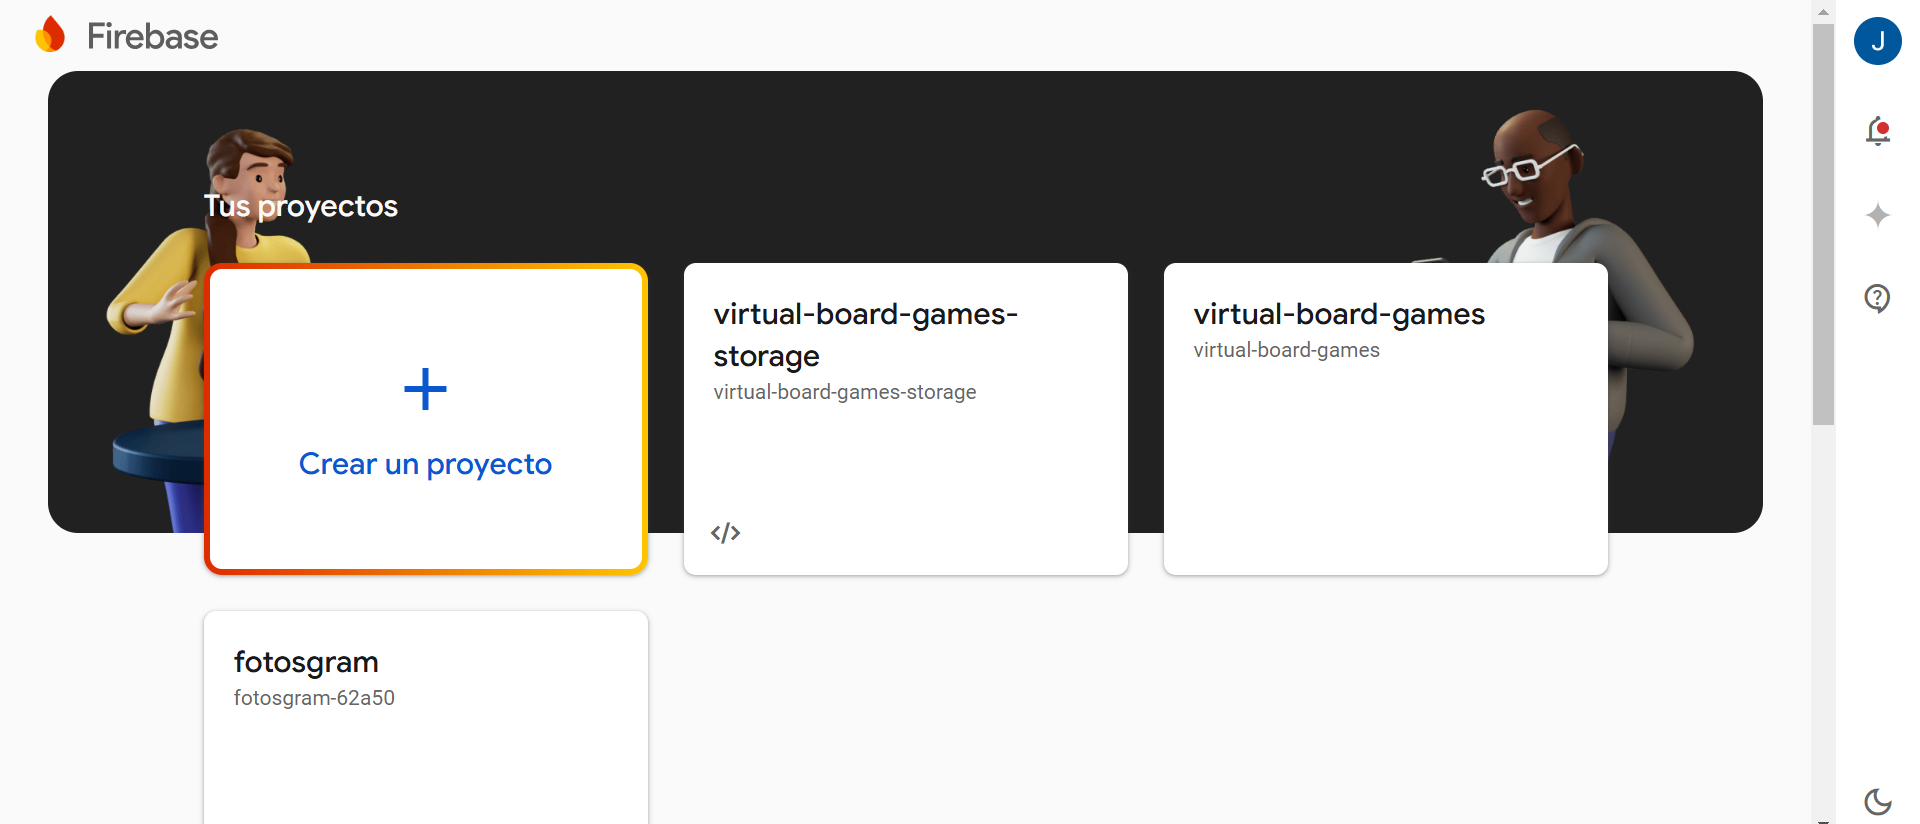 Firebase
J
Tus proyectos
Crear un proyecto
virtual-board-games-
storage
virtual-board-games-storage
virtual-board-games
virtual-board-games
fotosgram
fotosgram-62a50